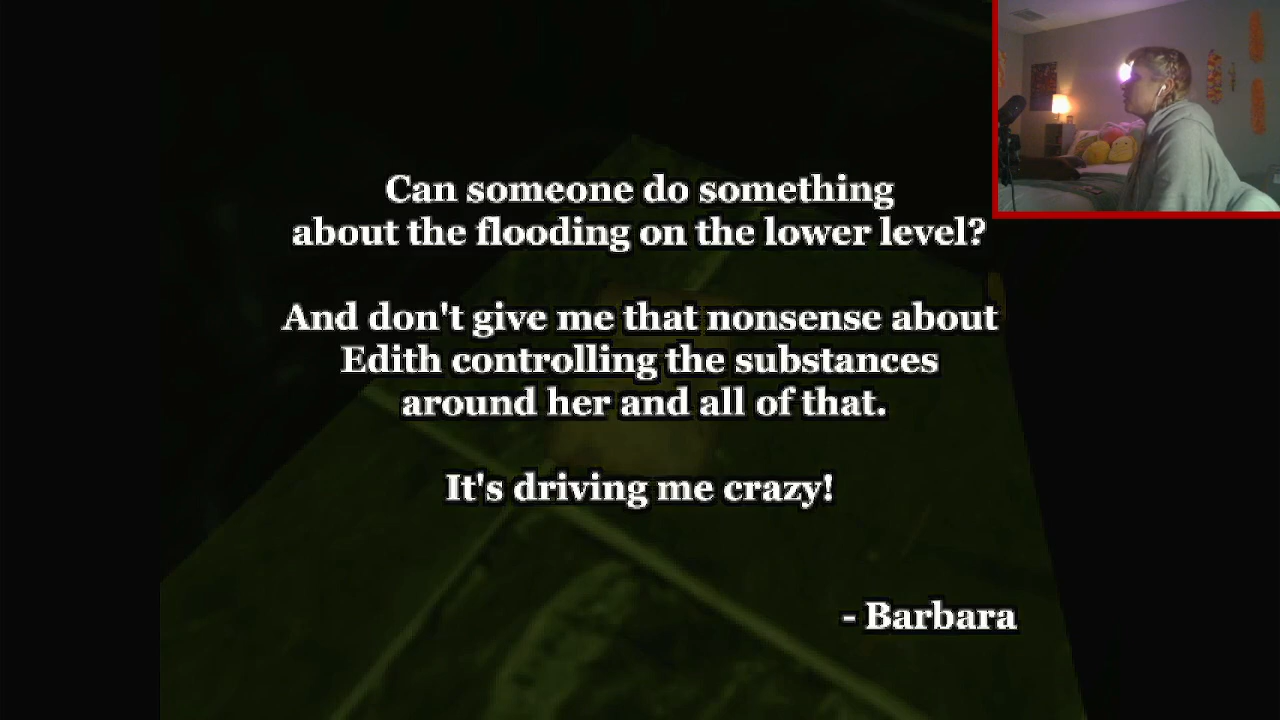 Can someone do something
about the flooding on the lower level?
And don't give me that nonsense about
Edith controlling the substances
around her and all of that.
It's driving me crazy!
- Barbara